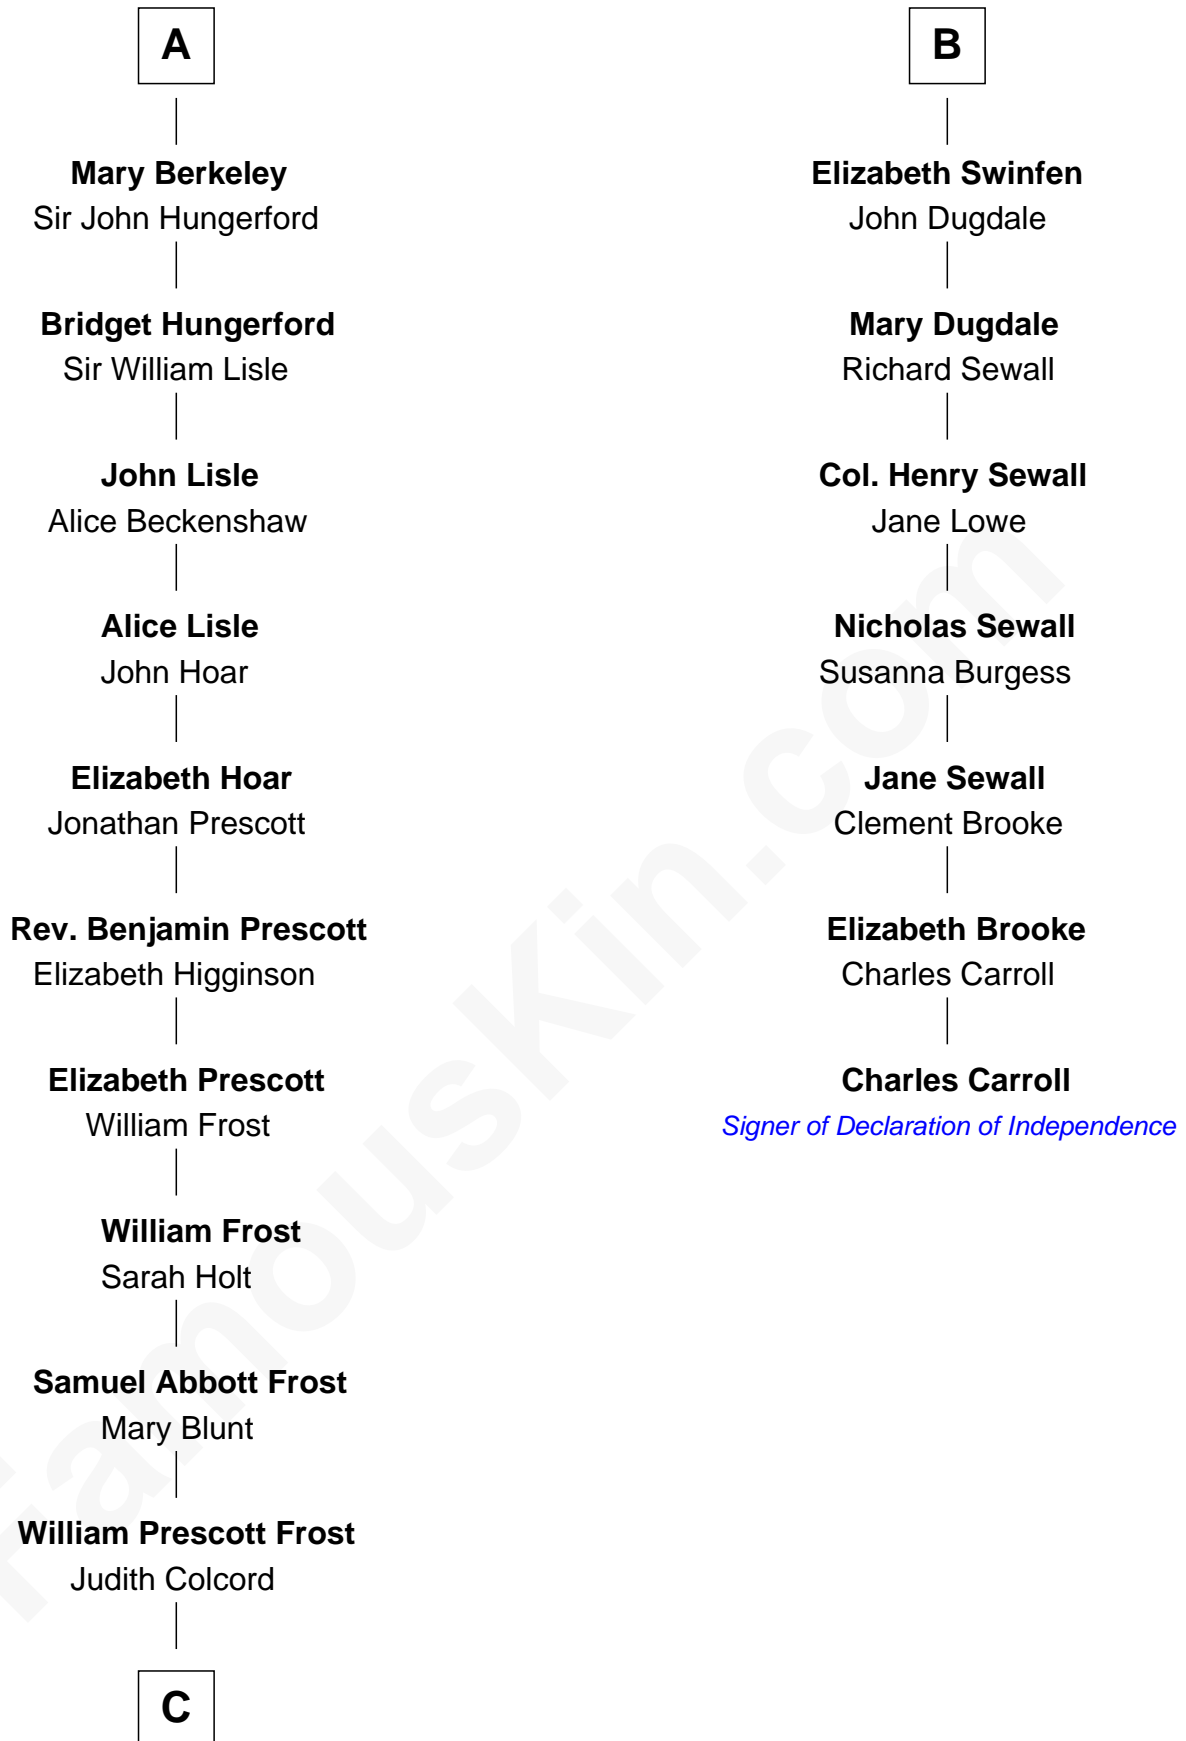 A
Mary Berkeley
Sir John Hungerford
Bridget Hungerford
Sir William Lisle
John Lisle
Alice Beckenshaw
Alice Lisle
John Hoar
Elizabeth Hoar
Jonathan Prescott
Rev. Benjamin Prescott
Elizabeth Higginson
Elizabeth Prescott
William Frost
William Frost
Sarah Holt
Samuel Abbott Frost
Mary Blunt
William Prescott Frost
Judith Colcord
C
B
Elizabeth Swinfen
John Dugdale
Mary Dugdale
Richard Sewall
Col. Henry Sewall
Jane Lowe
Nicholas Sewall
Susanna Burgess
Jane Sewall
Clement Brooke
Elizabeth Brooke
Charles Carroll
Charles Carroll
Signer of Declaration of Independence
FamousKin.com